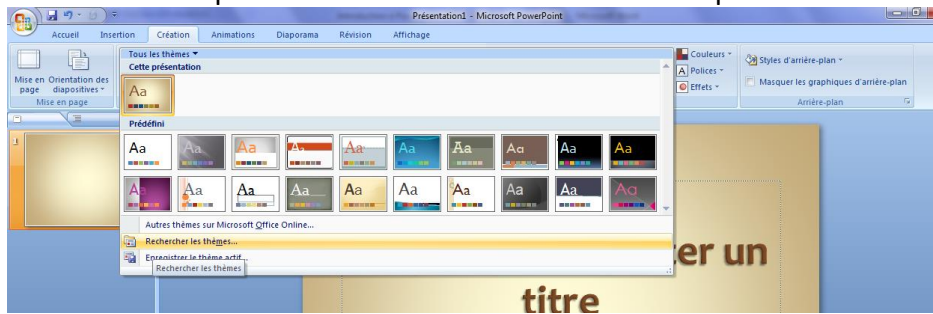 Présentation1 - Microsoft PowerPoint
Accueil Insertion Création Animations Diaporama Révision Affichage
Mise en page
Orientation des diapositives
Mise en page
Tous les thèmes
Cette présentation
Aa
Prédéfini
Aa Aa Aa Aa Aa Aa Aa Aa Aa Aa
Aa Aa Aa Aa Aa Aa Aa Aa Aa Aa
Autres thèmes sur Microsoft Office Online...
Rechercher les thèmes...
Enregistrer le thème actif...
Rechercher les thèmes
Couleurs
A Polices
Effets
Styles d'arrière-plan
Masquer les graphiques d'arrière-plan
Arrière-plan
1
er un
titre